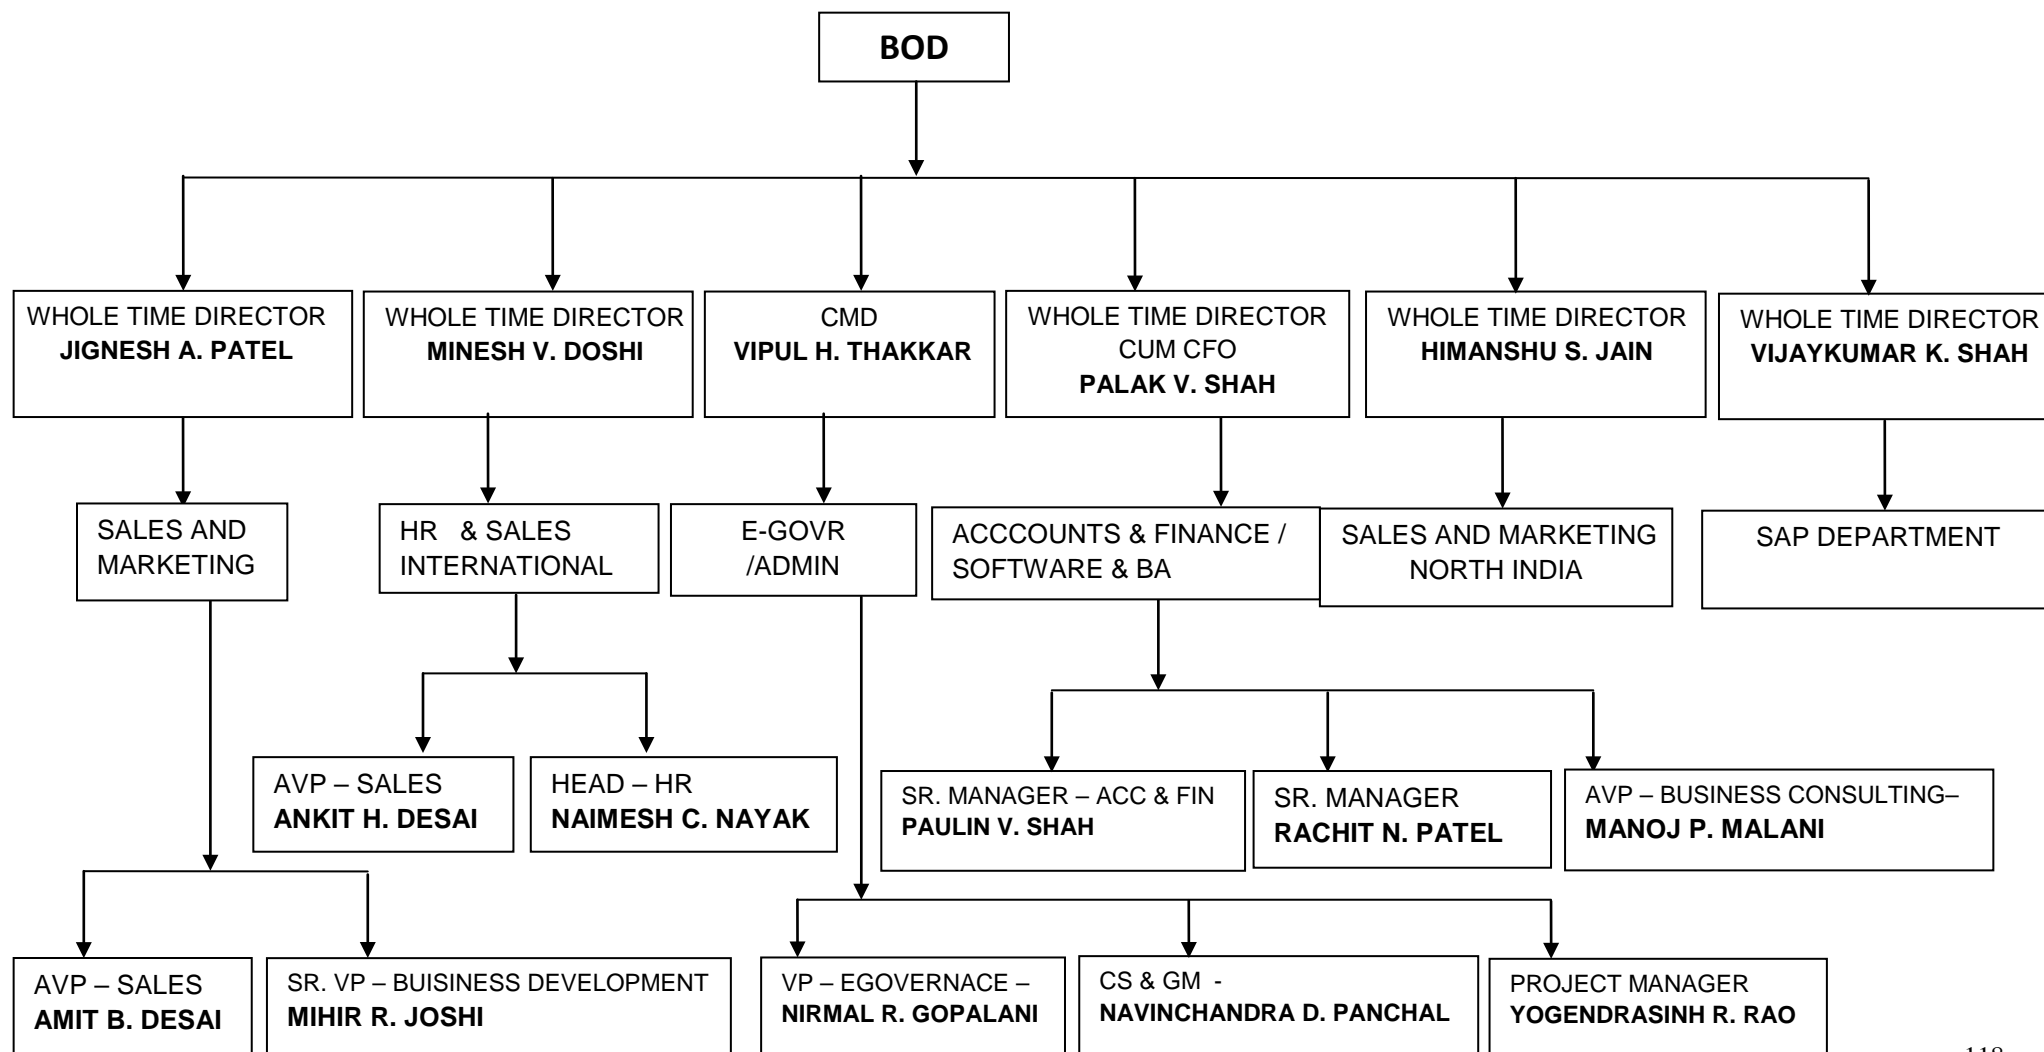 BOD
WHOLE TIME DIRECTOR
JIGNESH A. PATEL
WHOLE TIME DIRECTOR
MINESH V. DOSHI
CMD
VIPUL H. THAKKAR
WHOLE TIME DIRECTOR
CUM CFO
PALAK V. SHAH
WHOLE TIME DIRECTOR
HIMANSHU S. JAIN
WHOLE TIME DIRECTOR
VIJAYKUMAR K. SHAH
SALES AND
MARKETING
HR & SALES
INTERNATIONAL
E-GOVR
/ADMIN
ACCCOUNTS & FINANCE /
SOFTWARE & BA
SALES AND MARKETING
NORTH INDIA
SAP DEPARTMENT
AVP – SALES
ANKIT H. DESAI
HEAD – HR
NAIMESH C. NAYAK
SR. MANAGER – ACC & FIN
PAULIN V. SHAH
SR. MANAGER
RACHIT N. PATEL
AVP – BUSINESS CONSULTING–
MANOJ P. MALANI
AVP – SALES
AMIT B. DESAI
SR. VP – BUISINESS DEVELOPMENT
MIHIR R. JOSHI
VP – EGOVERNACE –
NIRMAL R. GOPALANI
CS & GM -
NAVINCHANDRA D. PANCHAL
PROJECT MANAGER
YOGENDRASINH R. RAO